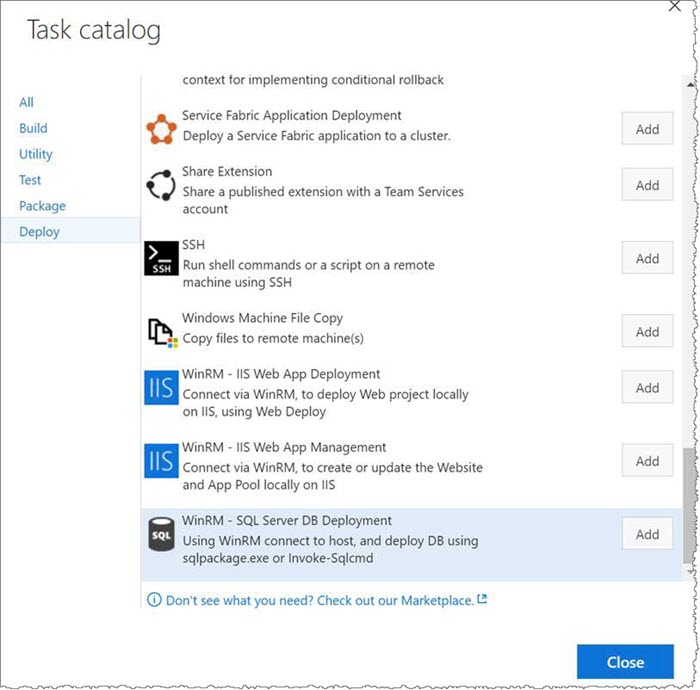 Task catalog
All
Build
Utility
Test
Package
Deploy
context for implementing conditional rollback
Service Fabric Application Deployment
Deploy a Service Fabric application to a cluster.
Add
Share Extension
Share a published extension with a Team Services
account
Add
SSH
SSH
Run shell commands or a script on a remote
machine using SSH
Add
Windows Machine File Copy
Copy files to remote machine(s)
Add
IIS
WinRM - IIS Web App Deployment
Connect via WinRM, to deploy Web project locally
on IIS, using Web Deploy
Add
IIS
WinRM - IIS Web App Management
Connect via WinRM, to create or update the Website
and App Pool locally on IIS
Add
SQL
WinRM - SQL Server DB Deployment
Using WinRM connect to host, and deploy DB using
sqlpackage.exe or Invoke-Sqlcmd
Add
Don't see what you need? Check out our Marketplace.
Close